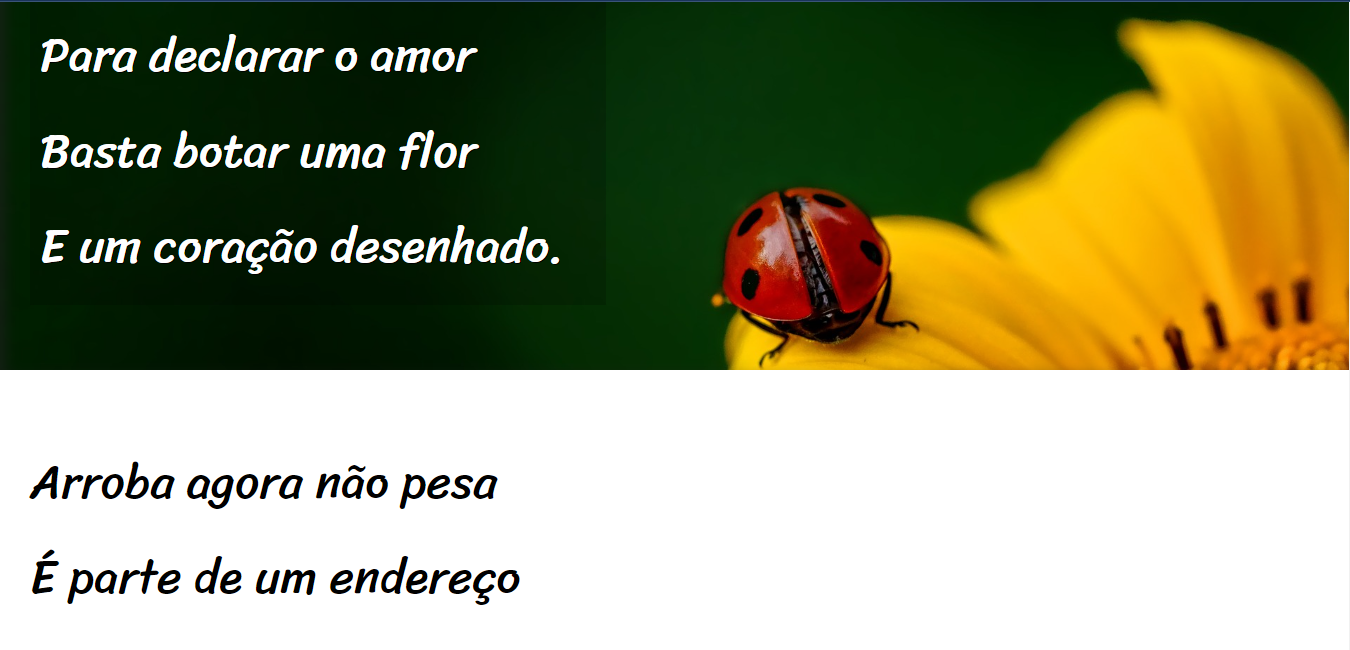 Para declarar o amor
Basta botar uma flor
E um coração desenhado.
Arroba agora não pesa
É parte de um endereço